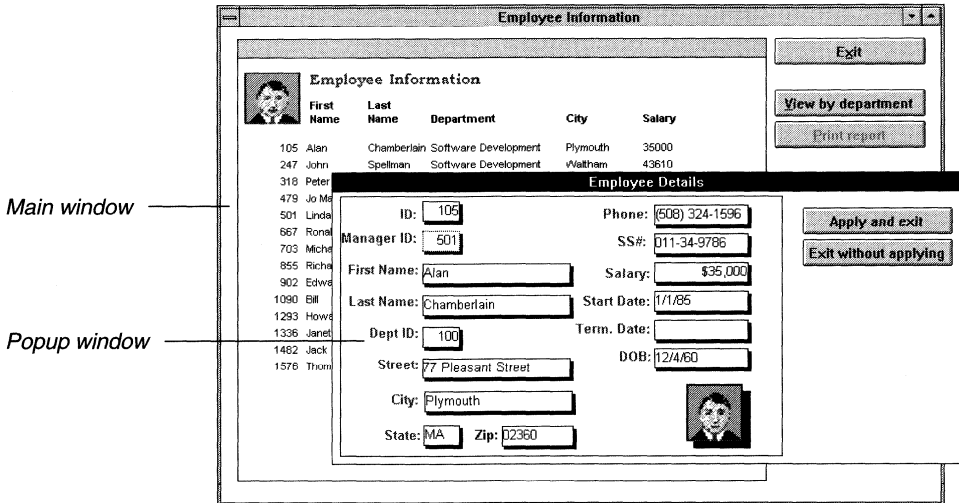 Employee Information
Exit
View by department
Print report
Employee Information
First Name Last Name Department City Salary
105 Alan Chamberlain Software Development Plymouth 35000
247 John Spellman Software Development Waltham 43610
318 Peter
479 Jo Ma
501 Linda
667 Ronal
703 Micha
855 Richa
902 Edwa
1090 Bill
1293 Howa
1336 Janet
1482 Jack
1576 Thom
Main window
Popup window
Employee Details
ID: 105
Manager ID: 501
First Name: Alan
Last Name: Chamberlain
Dept ID: 100
Street: 77 Pleasant Street
City: Plymouth
State: MA Zip: 02360
Phone: (508) 324-1596
SS#: 011-34-9786
Salary: $35,000
Start Date: 1/1/85
Term. Date:
DOB: 12/4/60
Apply and exit
Exit without applying